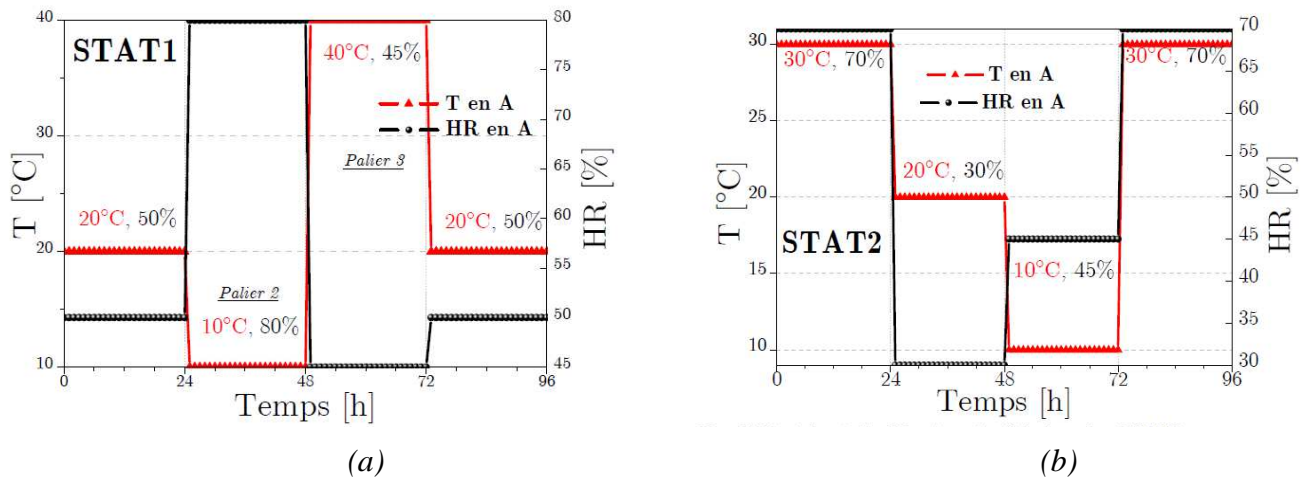 STAT1
40°C, 45%
T en A
HR en A
Palier 3
20°C, 50%
20°C, 50%
Palier 2
10°C, 80%
T [°C]
40
30
20
10
HR [%]
80
75
70
65
60
55
50
45
0 24 48 72 96
Temps [h]
(a)
30°C, 70%
30°C, 70%
T en A
HR en A
20°C, 30%
STAT2
10°C, 45%
T [°C]
30
20
15
10
HR [%]
70
65
60
55
50
45
40
35
30
0 24 48 72 96
Temps [h]
(b)